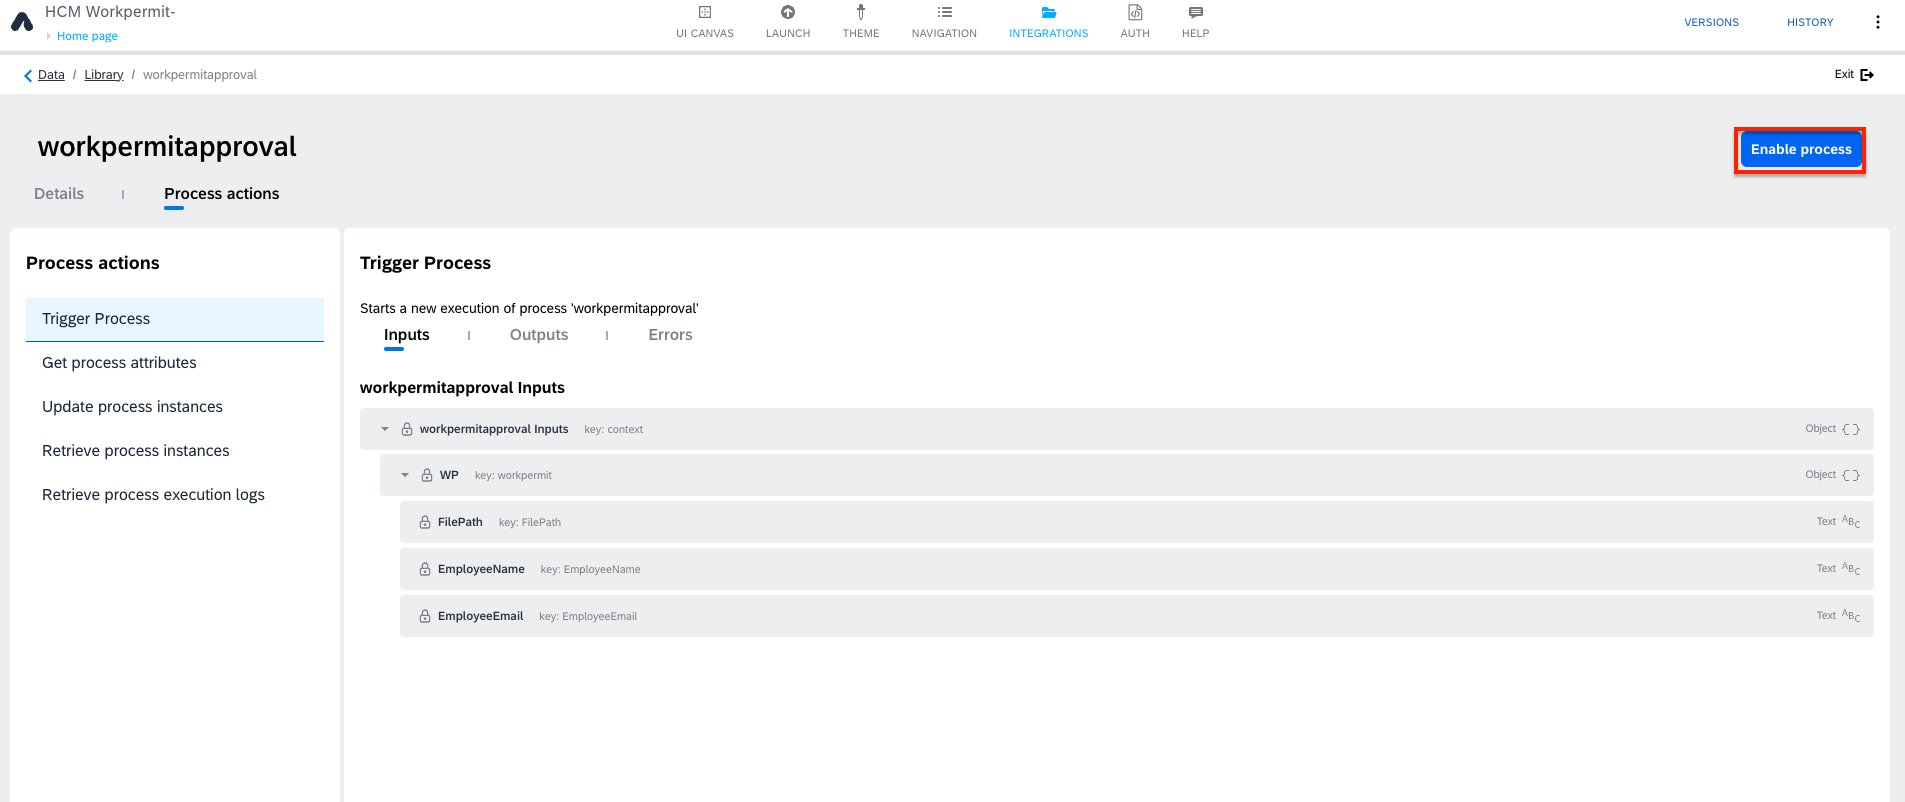 HCM Workpermit-
Home page
UI CANVAS
LAUNCH
THEME
NAVIGATION
INTEGRATIONS
AUTH
HELP
VERSIONS
HISTORY
Data / Library / workpermitapproval
Exit
workpermitapproval
Enable process
Details
Process actions
Process actions
Trigger Process
Get process attributes
Update process instances
Retrieve process instances
Retrieve process execution logs
Trigger Process
Starts a new execution of process 'workpermitapproval'
Inputs
Outputs
Errors
workpermitapproval Inputs
workpermitapproval Inputs key: context Object { }
WP key: workpermit Object { }
FilePath key: FilePath Text ABC
EmployeeName key: EmployeeName Text ABC
EmployeeEmail key: EmployeeEmail Text ABC